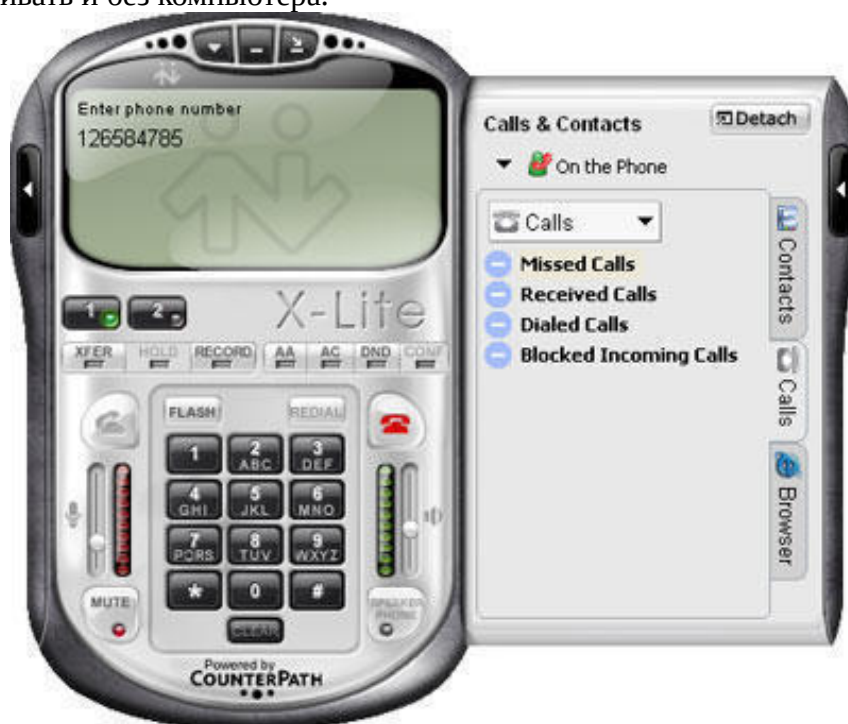 ивать и без компьютера.
Enter phone number
126584785
1 2
X-Lite
XFER HOLD RECORD AA AC DND CONF
FLASH REDIAL
1 2 ABC 3 DEF
4 GHI 5 JKL 6 MNO
7 PQRS 8 TUV 9 WXYZ
* 0 #
MUTE
SPEAKER PHONE
CLEAR
Powered by
COUNTERPATH
Calls & Contacts
Detach
On the Phone
Calls
Missed Calls
Received Calls
Dialed Calls
Blocked Incoming Calls
Contacts
Calls
Browser